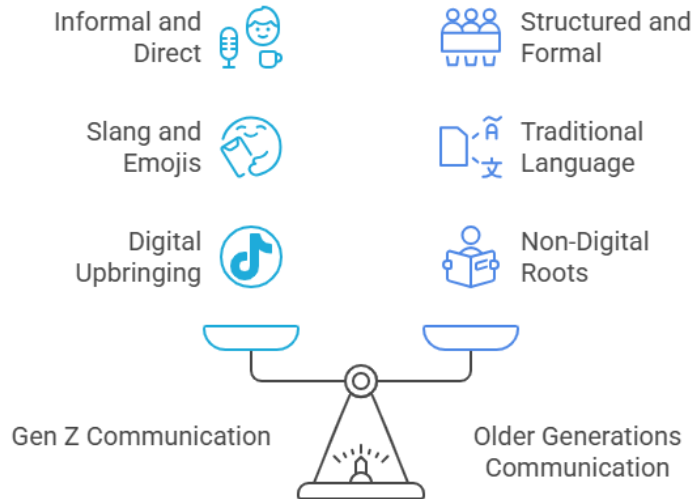 Informal and
Direct
Structured and
Formal
Slang and
Emojis
Traditional
Language
Digital
Upbringing
Non-Digital
Roots
Gen Z Communication
Older Generations
Communication